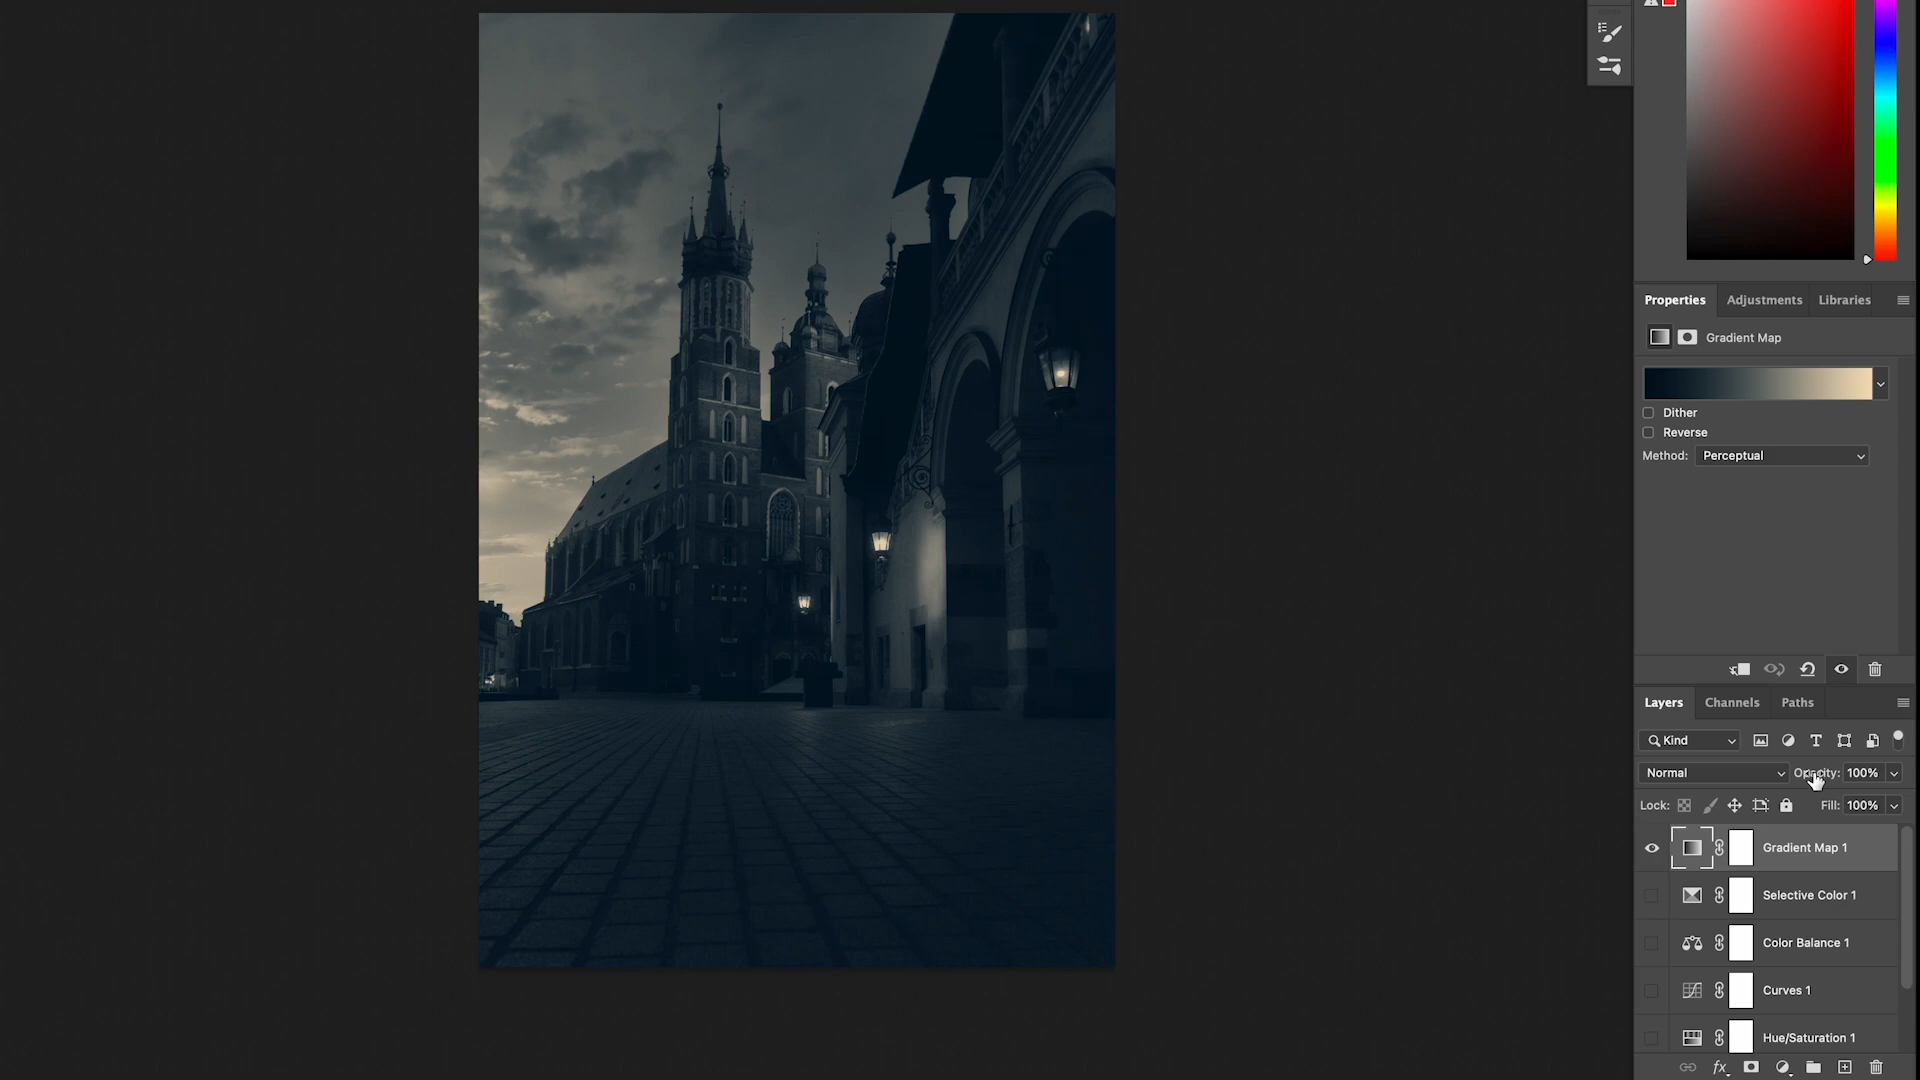 Properties
Adjustments
Libraries
Gradient Map
Dither
Reverse
Method: Perceptual
Layers
Channels
Paths
Kind
Normal
Opacity: 100%
Lock:
Fill: 100%
Gradient Map 1
Selective Color 1
Color Balance 1
Curves 1
Hue/Saturation 1
fx